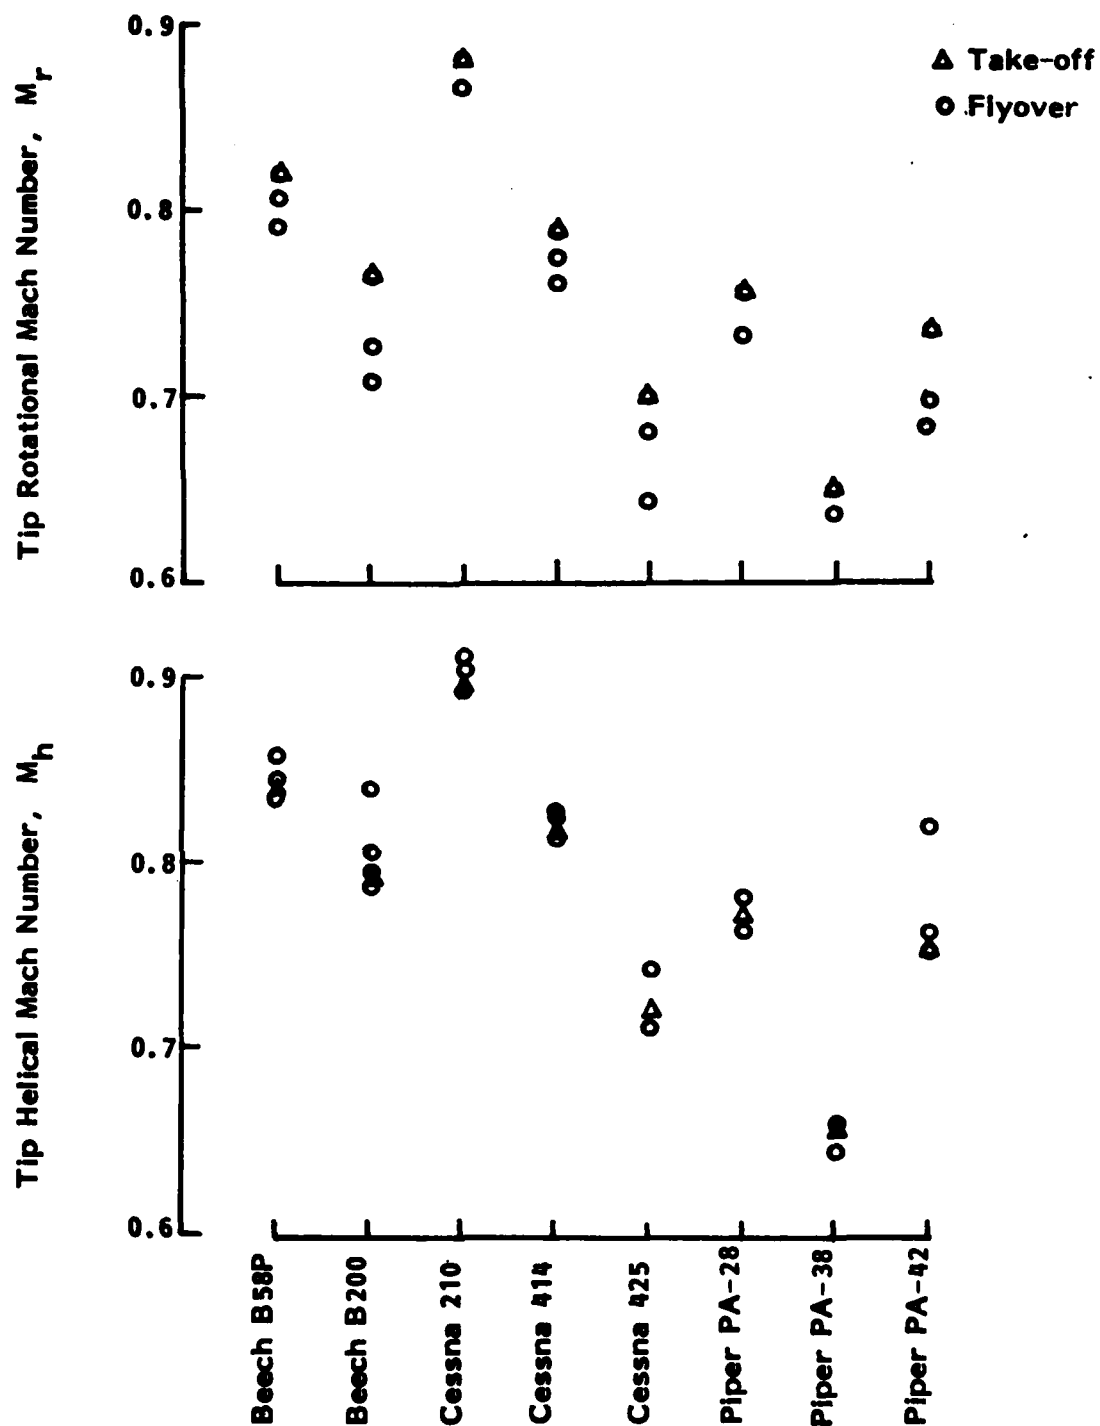 0.9
0.8
0.7
0.6
Tip Rotational Mach Number, Mr
Take-off
Flyover
0.9
0.8
0.7
0.6
Tip Helical Mach Number, Mh
Beech B58P
Beech B200
Cessna 210
Cessna 414
Cessna 425
Piper PA-28
Piper PA-38
Piper PA-42